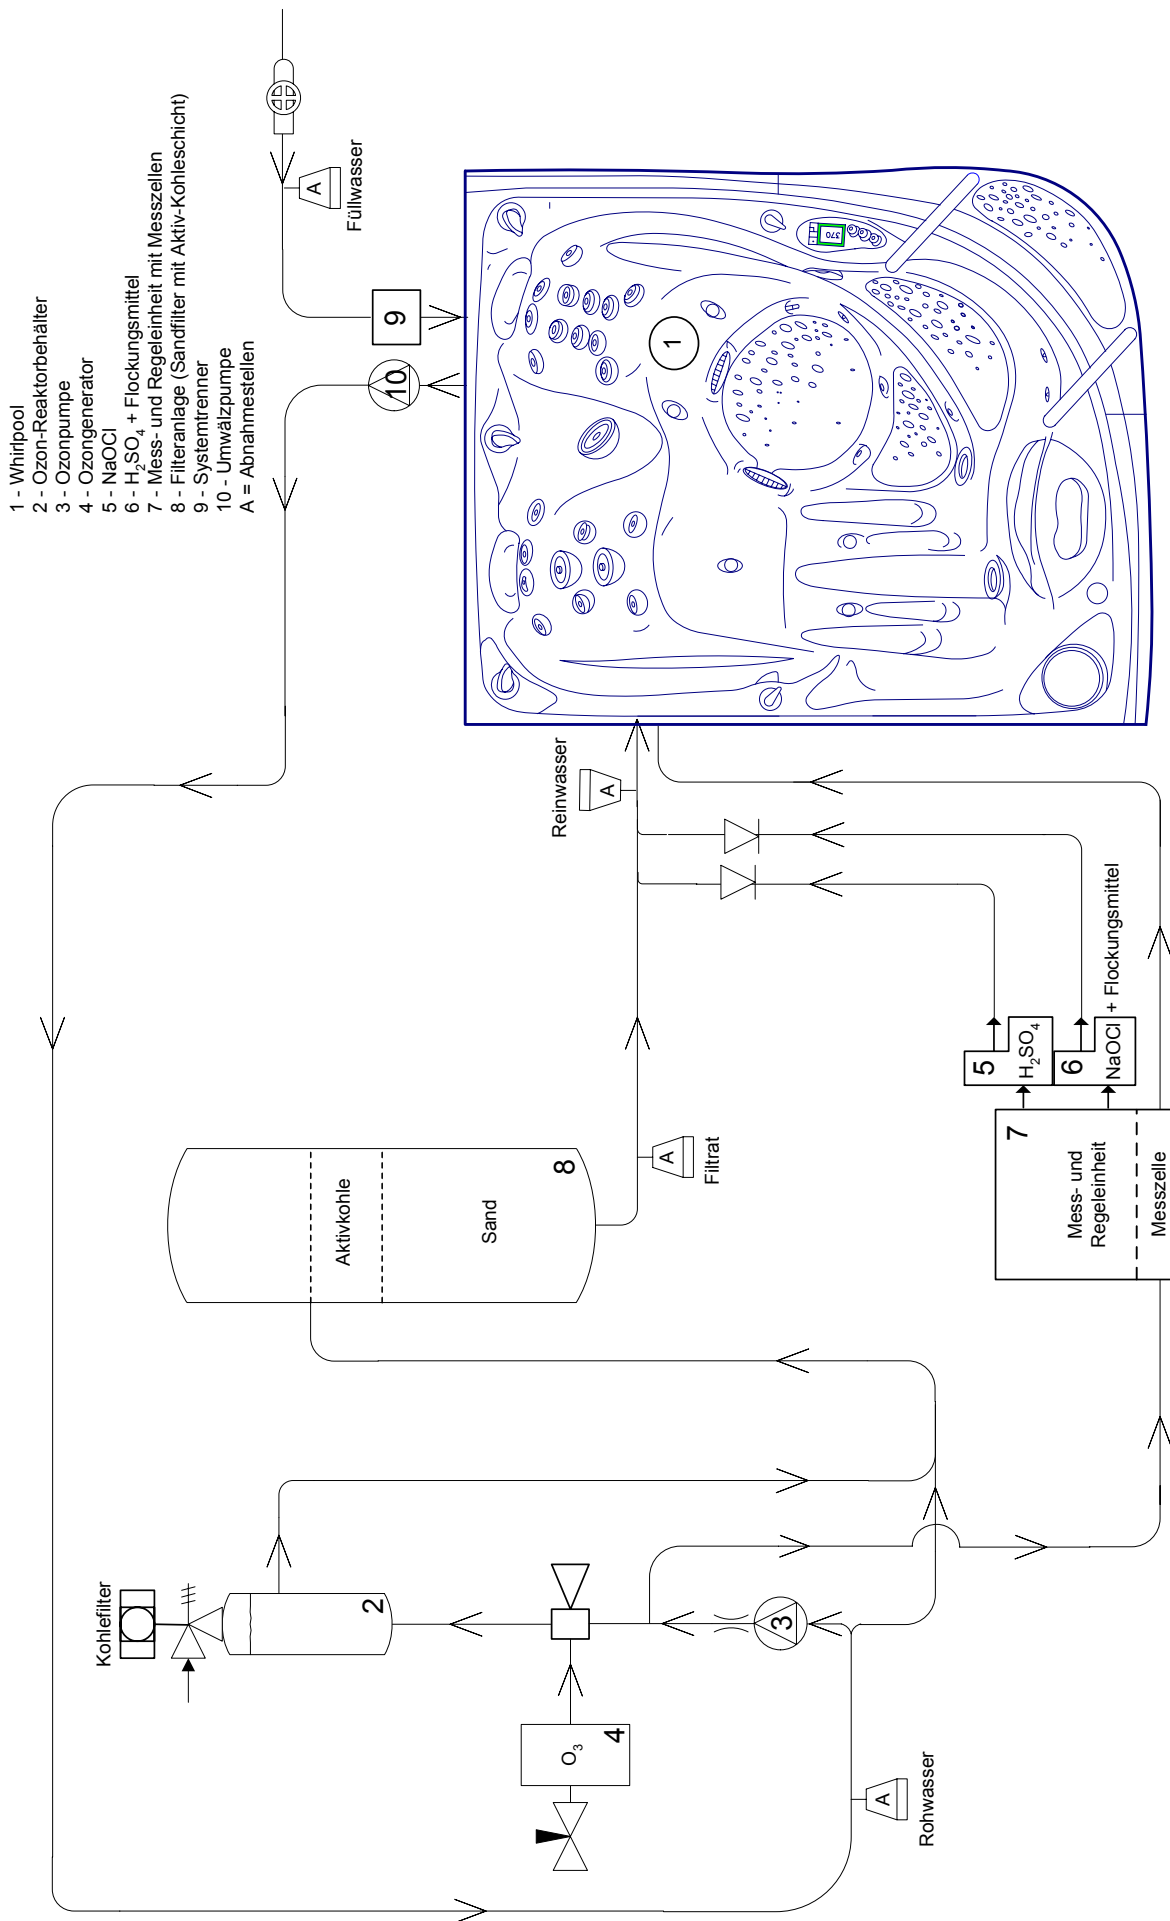 1 - Whirlpool
2 - Ozon-Reaktorbehälter
3 - Ozonpumpe
4 - Ozongenerator
5 - NaOCl
6 - H₂SO₄ + Flockungsmittel
7 - Mess- und Regeleinheit mit Messzellen
8 - Filteranlage (Sandfilter mit Aktiv-Kohleschicht)
9 - Systemtrenner
10 - Umwälzpumpe
A = Abnahmestellen
A
Füllwasser
9
10
1
370
Reinwasser
A
Kohlefilter
2
O₃
4
3
Rohwasser
A
Aktivkohle
Sand
8
A
Filtrat
5
H₂SO₄
6
NaOCl + Flockungsmittel
7
Mess- und
Regeleinheit
Messzelle